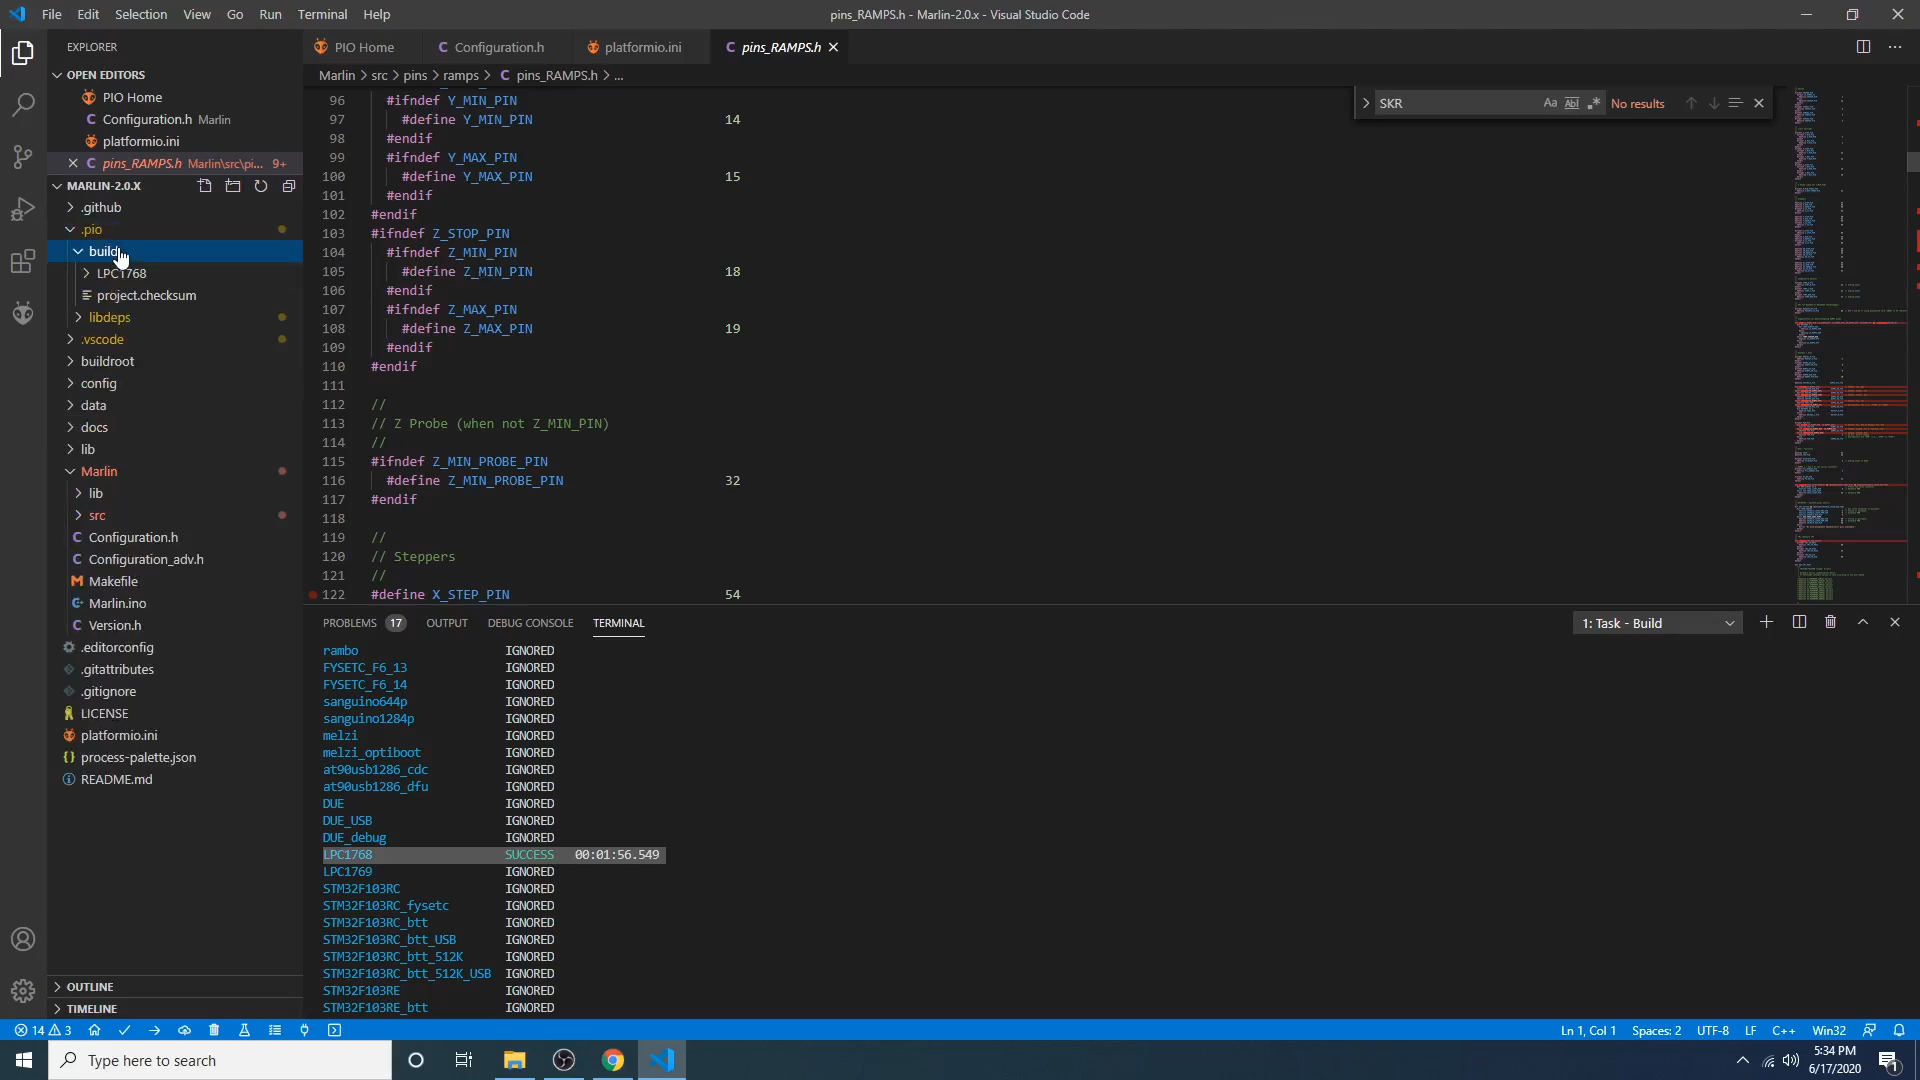 File Edit Selection View Go Run Terminal Help
pins_RAMPS.h - Marlin-2.0.x - Visual Studio Code
EXPLORER
OPEN EDITORS
PIO Home
Configuration.h Marlin
platformio.ini
pins_RAMPS.h Marlin\src\pi... 9+
MARLIN-2.0.X
.github
.pio
build
LPC1768
project.checksum
libdeps
.vscode
buildroot
config
data
docs
lib
Marlin
lib
src
Configuration.h
Configuration_adv.h
Makefile
Marlin.ino
Version.h
.editorconfig
.gitattributes
.gitignore
LICENSE
platformio.ini
process-palette.json
README.md
OUTLINE
TIMELINE
PIO Home
Configuration.h
platformio.ini
pins_RAMPS.h
Marlin > src > pins > ramps > C pins_RAMPS.h > ...
SKR
Aa Abl
No results
96 #ifndef Y_MIN_PIN
97 #define Y_MIN_PIN 14
98 #endif
99 #ifndef Y_MAX_PIN
100 #define Y_MAX_PIN 15
101 #endif
102 #endif
103 #ifndef Z_STOP_PIN
104 #ifndef Z_MIN_PIN
105 #define Z_MIN_PIN 18
106 #endif
107 #ifndef Z_MAX_PIN
108 #define Z_MAX_PIN 19
109 #endif
110 #endif
111
112 //
113 // Z Probe (when not Z_MIN_PIN)
114 //
115 #ifndef Z_MIN_PROBE_PIN
116 #define Z_MIN_PROBE_PIN 32
117 #endif
118
119 //
120 // Steppers
121 //
122 #define X_STEP_PIN 54
PROBLEMS 17 OUTPUT DEBUG CONSOLE TERMINAL
1: Task - Build
rambo IGNORED
FYSETC_F6_13 IGNORED
FYSETC_F6_14 IGNORED
sanguino644p IGNORED
sanguino1284p IGNORED
melzi IGNORED
melzi_optiboot IGNORED
at90usb1286_cdc IGNORED
at90usb1286_dfu IGNORED
DUE IGNORED
DUE_USB IGNORED
DUE_debug IGNORED
LPC1768 SUCCESS 00:01:56.549
LPC1769 IGNORED
STM32F103RC IGNORED
STM32F103RC_fysetc IGNORED
STM32F103RC_btt IGNORED
STM32F103RC_btt_USB IGNORED
STM32F103RC_btt_512K IGNORED
STM32F103RC_btt_512K_USB IGNORED
STM32F103RE IGNORED
STM32F103RE_btt IGNORED
14 3
Ln 1, Col 1 Spaces: 2 UTF-8 LF C++ Win32
Type here to search
5:34 PM
6/17/2020
1